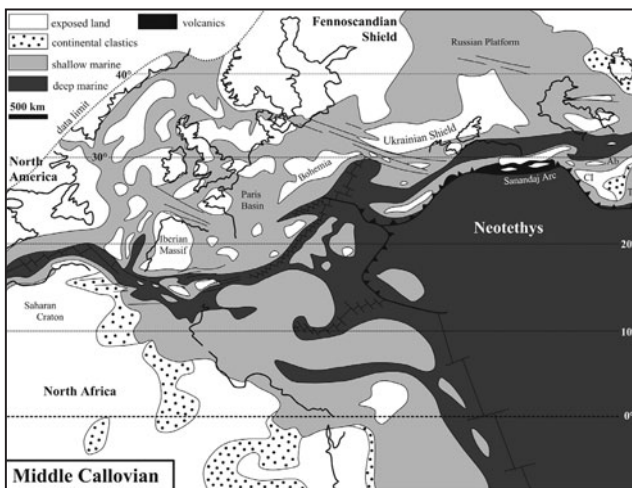 exposed land
volcanics
continental clastics
shallow marine
deep marine
500 km
data limit
40°
Fennoscandian
Shield
Russian Platform
North
America
30°
Ukrainian Shield
Bohemia
Paris
Basin
Sanandaj Arc
Ab
CI
Iberian
Massif
Neotethys
20°
Saharan
Craton
10°
North Africa
0°
Middle Callovian